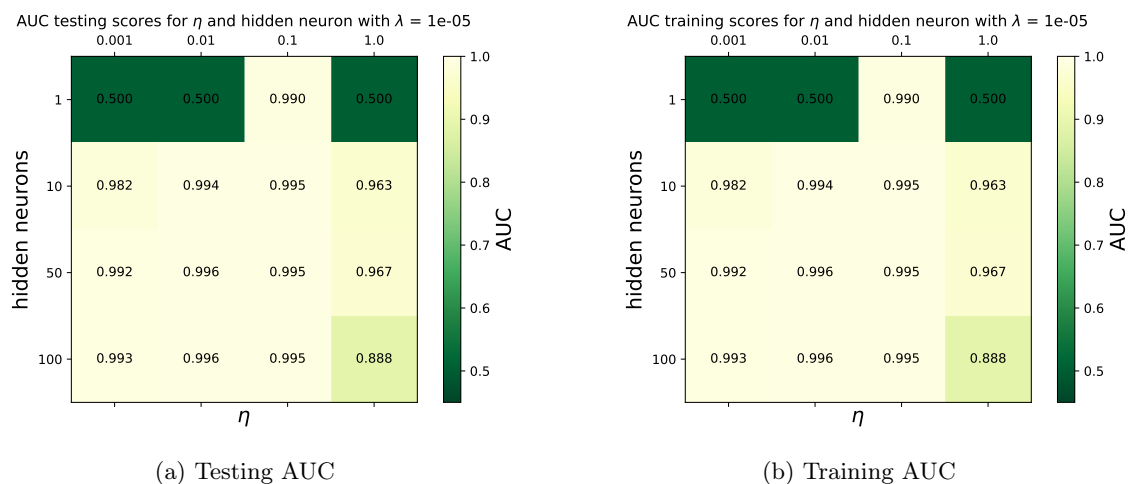 AUC testing scores for η and hidden neuron with λ = 1e-05
0.001 0.01 0.1 1.0
hidden neurons
1 0.500 0.500 0.990 0.500
10 0.982 0.994 0.995 0.963
50 0.992 0.996 0.995 0.967
100 0.993 0.996 0.995 0.888
η
1.0
0.9
0.8
0.7
0.6
0.5
AUC
(a) Testing AUC
AUC training scores for η and hidden neuron with λ = 1e-05
0.001 0.01 0.1 1.0
hidden neurons
1 0.500 0.500 0.990 0.500
10 0.982 0.994 0.995 0.963
50 0.992 0.996 0.995 0.967
100 0.993 0.996 0.995 0.888
η
1.0
0.9
0.8
0.7
0.6
0.5
AUC
(b) Training AUC